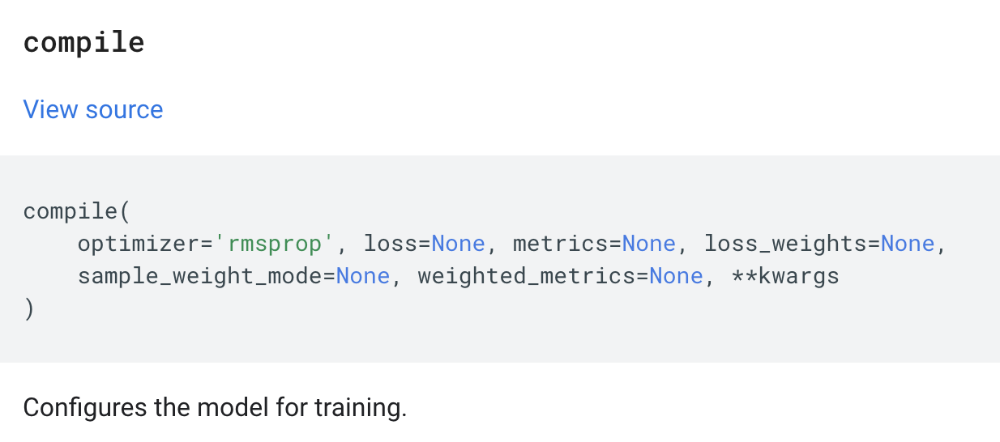 compile
View source
compile(
    optimizer='rmsprop', loss=None, metrics=None, loss_weights=None,
    sample_weight_mode=None, weighted_metrics=None, **kwargs
)
Configures the model for training.